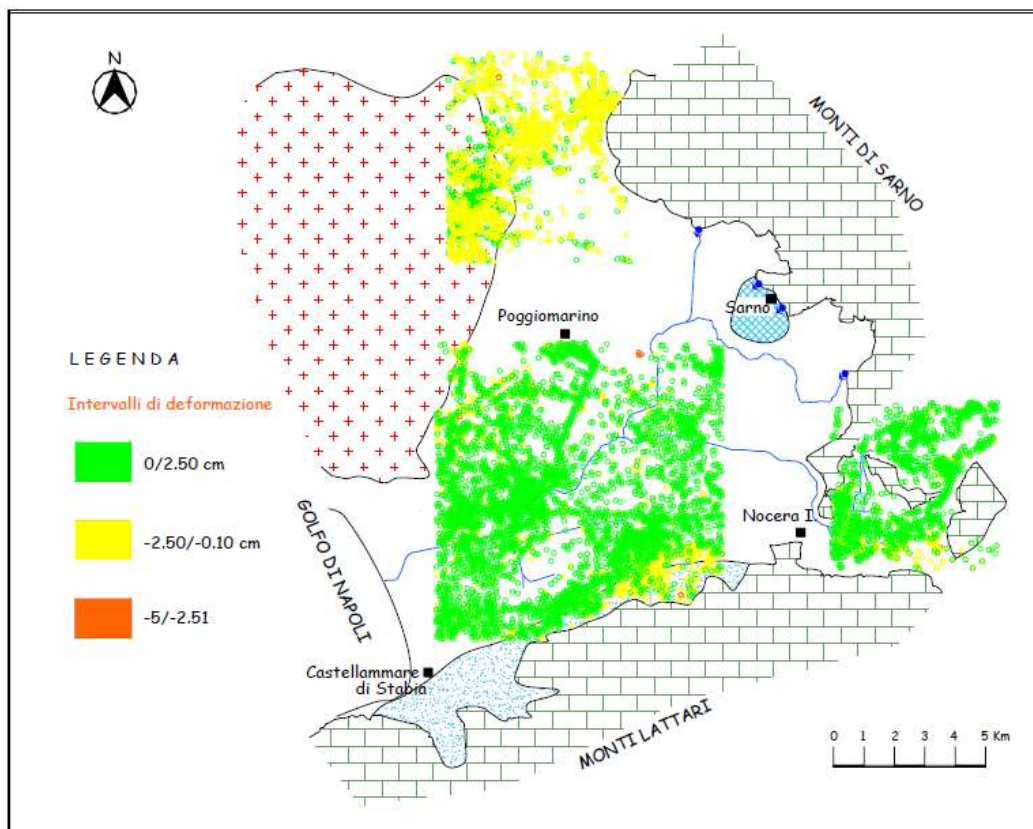 N
MONTI DI SARNO
Sarno
Poggiomarino
LEGENDA
Intervalli di deformazione
0/2.50 cm
-2.50/-0.10 cm
-5/-2.51
GOLFO DI NAPOLI
Nocera I.
Castellammare
di Stabia
MONTI LATTARI
0 1 2 3 4 5 Km